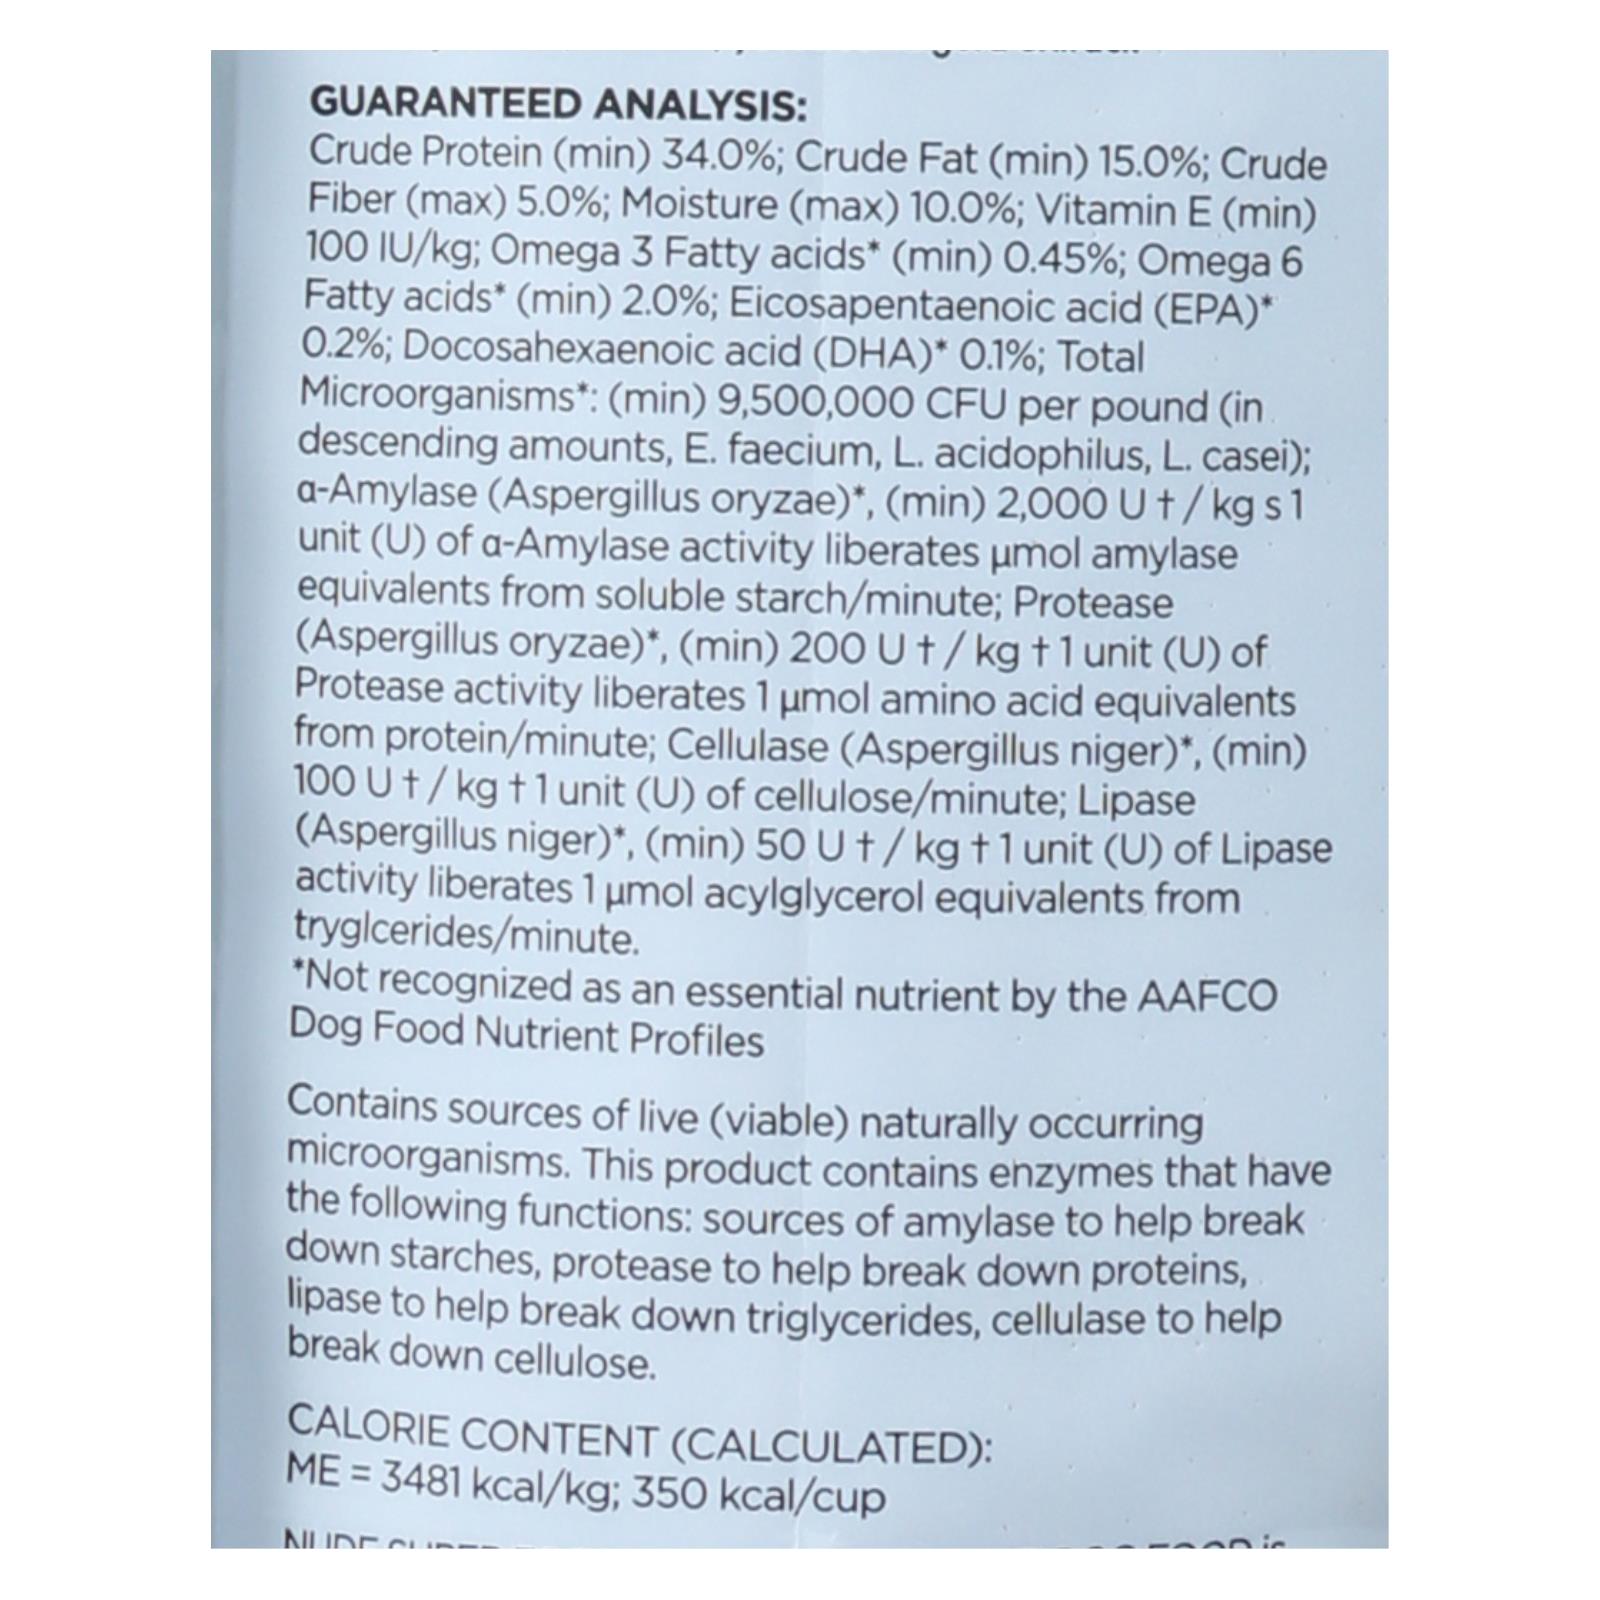 GUARANTEED ANALYSIS:
Crude Protein (min) 34.0%; Crude Fat (min) 15.0%; Crude
Fiber (max) 5.0%; Moisture (max) 10.0%; Vitamin E (min)
100 IU/kg; Omega 3 Fatty acids* (min) 0.45%; Omega 6
Fatty acids* (min) 2.0%; Eicosapentaenoic acid (EPA)*
0.2%; Docosahexaenoic acid (DHA)* 0.1%; Total
Microorganisms*: (min) 9,500,000 CFU per pound (in
descending amounts, E. faecium, L. acidophilus, L. casei);
α-Amylase (Aspergillus oryzae)*, (min) 2,000 U † / kg s 1
unit (U) of α-Amylase activity liberates µmol amylase
equivalents from soluble starch/minute; Protease
(Aspergillus oryzae)*, (min) 200 U † / kg † 1 unit (U) of
Protease activity liberates 1 µmol amino acid equivalents
from protein/minute; Cellulase (Aspergillus niger)*, (min)
100 U † / kg † 1 unit (U) of cellulose/minute; Lipase
(Aspergillus niger)*, (min) 50 U † / kg † 1 unit (U) of Lipase
activity liberates 1 µmol acylglycerol equivalents from
tryglcerides/minute.
*Not recognized as an essential nutrient by the AAFCO
Dog Food Nutrient Profiles
Contains sources of live (viable) naturally occurring
microorganisms. This product contains enzymes that have
the following functions: sources of amylase to help break
down starches, protease to help break down proteins,
lipase to help break down triglycerides, cellulase to help
break down cellulose.
CALORIE CONTENT (CALCULATED):
ME = 3481 kcal/kg; 350 kcal/cup